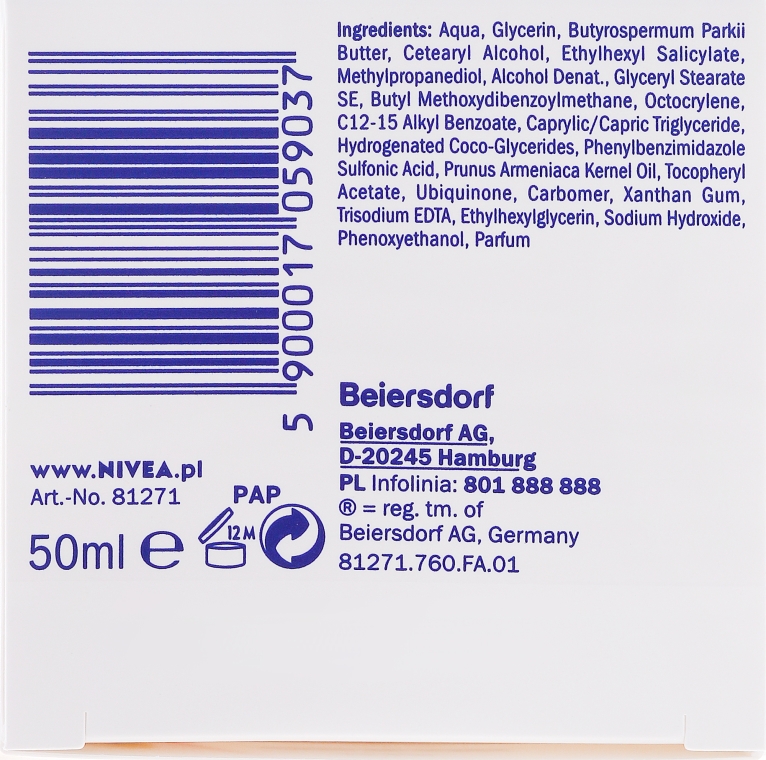 Ingredients: Aqua, Glycerin, Butyrospermum Parkii
Butter, Cetearyl Alcohol, Ethylhexyl Salicylate,
Methylpropanediol, Alcohol Denat., Glyceryl Stearate
SE, Butyl Methoxydibenzoylmethane, Octocrylene,
C12-15 Alkyl Benzoate, Caprylic/Capric Triglyceride,
Hydrogenated Coco-Glycerides, Phenylbenzimidazole
Sulfonic Acid, Prunus Armeniaca Kernel Oil, Tocopheryl
Acetate, Ubiquinone, Carbomer, Xanthan Gum,
Trisodium EDTA, Ethylhexylglycerin, Sodium Hydroxide,
Phenoxyethanol, Parfum
5 900017 059037
www.NIVEA.pl
Art.-No. 81271
PAP
12 M
50ml e
Beiersdorf
Beiersdorf AG,
D-20245 Hamburg
PL Infolinia: 801 888 888
® = reg. tm. of
Beiersdorf AG, Germany
81271.760.FA.01